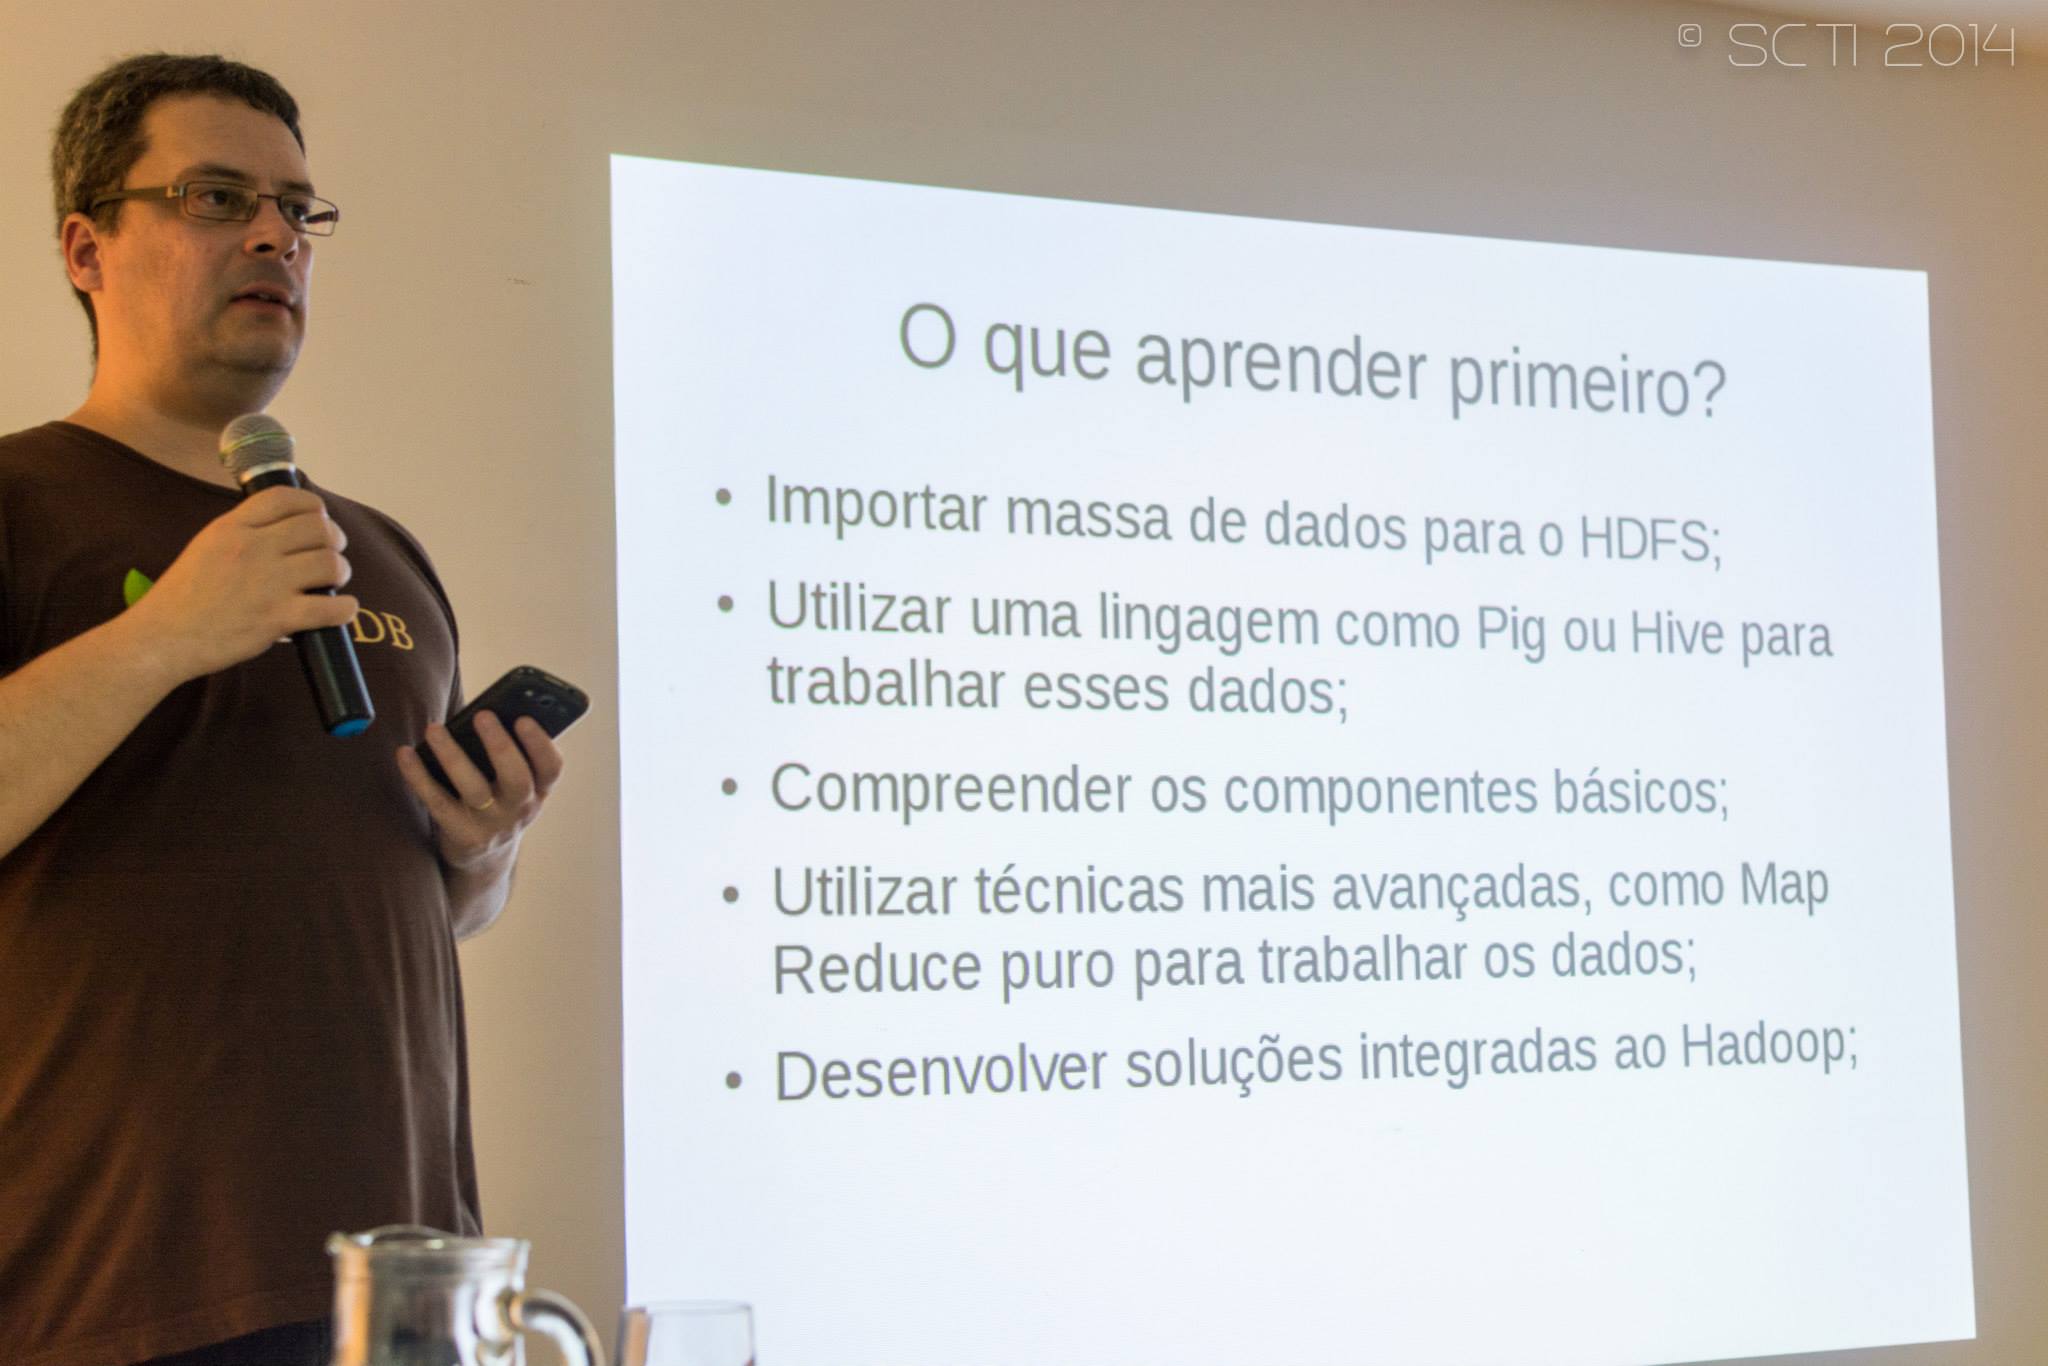 © SCTI 2014
O que aprender primeiro?
• Importar massa de dados para o HDFS;
• Utilizar uma lingagem como Pig ou Hive para
trabalhar esses dados;
• Compreender os componentes básicos;
• Utilizar técnicas mais avançadas, como Map
Reduce puro para trabalhar os dados;
• Desenvolver soluções integradas ao Hadoop;
DB